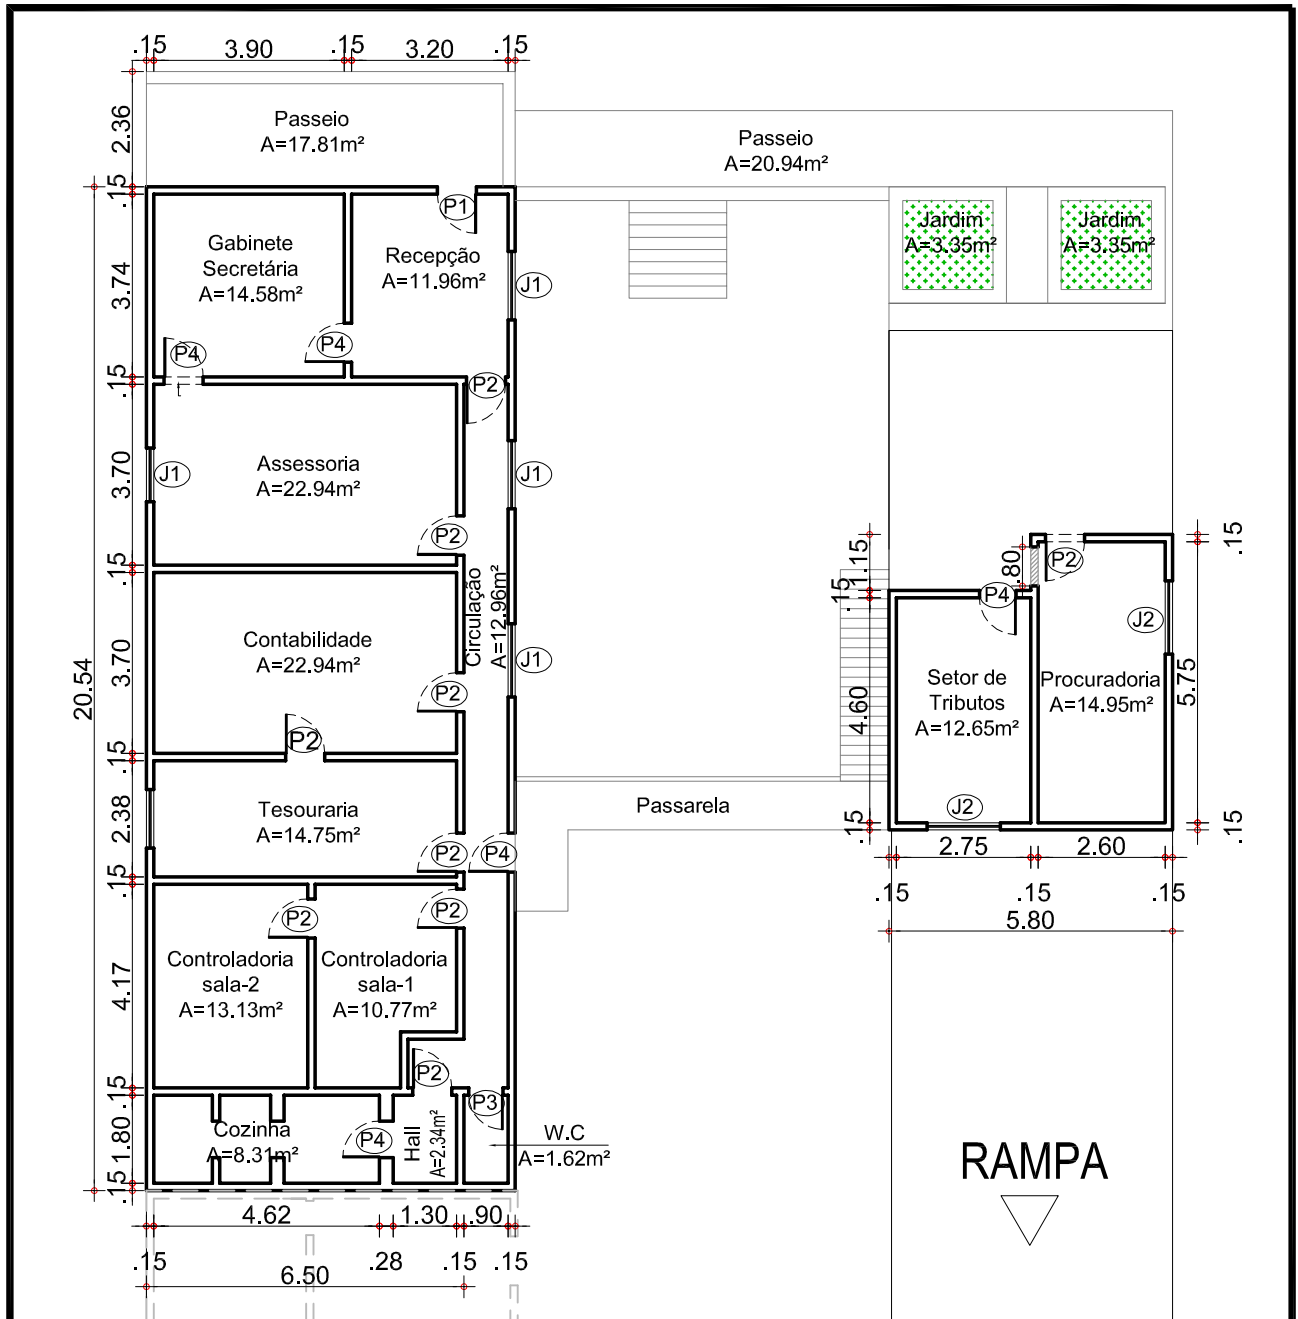 .15
3.90
.15
3.20
.15
2.36
Passeio
A=17.81m²
Passeio
A=20.94m²
.15
P1
Gabinete
Secretária
A=14.58m²
Recepção
A=11.96m²
J1
3.74
P4
P4
Jardim
A=3.35m²
Jardim
A=3.35m²
.15
P2
3.70
J1
Assessoria
A=22.94m²
J1
P2
.15
Circulação
A=12.96m²
Contabilidade
A=22.94m²
J1
3.70
P2
20.54
P2
.15
Tesouraria
A=14.75m²
2.38
P2
P4
Passarela
.15
P2
P2
Controladoria
sala-2
A=13.13m²
Controladoria
sala-1
A=10.77m²
4.17
P2
.15
P3
Cozinha
A=8.31m²
P4
Hall
A=2.34m²
W.C
A=1.62m²
1.80
.15
4.62
1.30
.90
.15
.28
.15
.15
6.50
.15
1.15
.80
P2
.15
P4
J2
Setor de
Tributos
A=12.65m²
Procuradoria
A=14.95m²
4.60
5.75
J2
.15
.15
2.75
2.60
.15
.15
.15
5.80
RAMPA